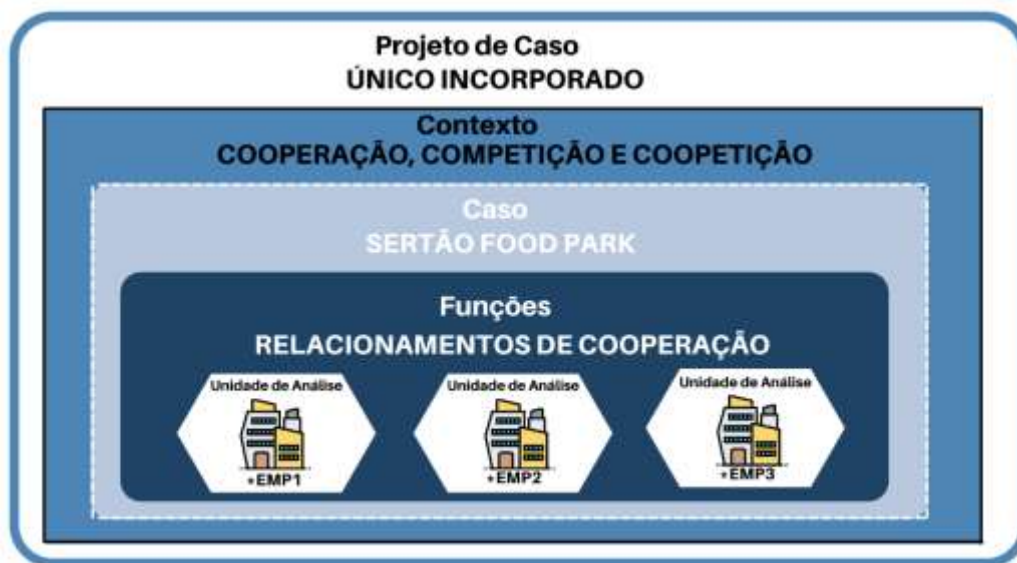 Projeto de Caso
ÚNICO INCORPORADO
Contexto
COOPERAÇÃO, COMPETIÇÃO E COOPETIÇÃO
Caso
SERTÃO FOOD PARK
Funções
RELACIONAMENTOS DE COOPERAÇÃO
Unidade de Análise
Unidade de Análise
Unidade de Análise
+EMP1
+EMP2
+EMP3